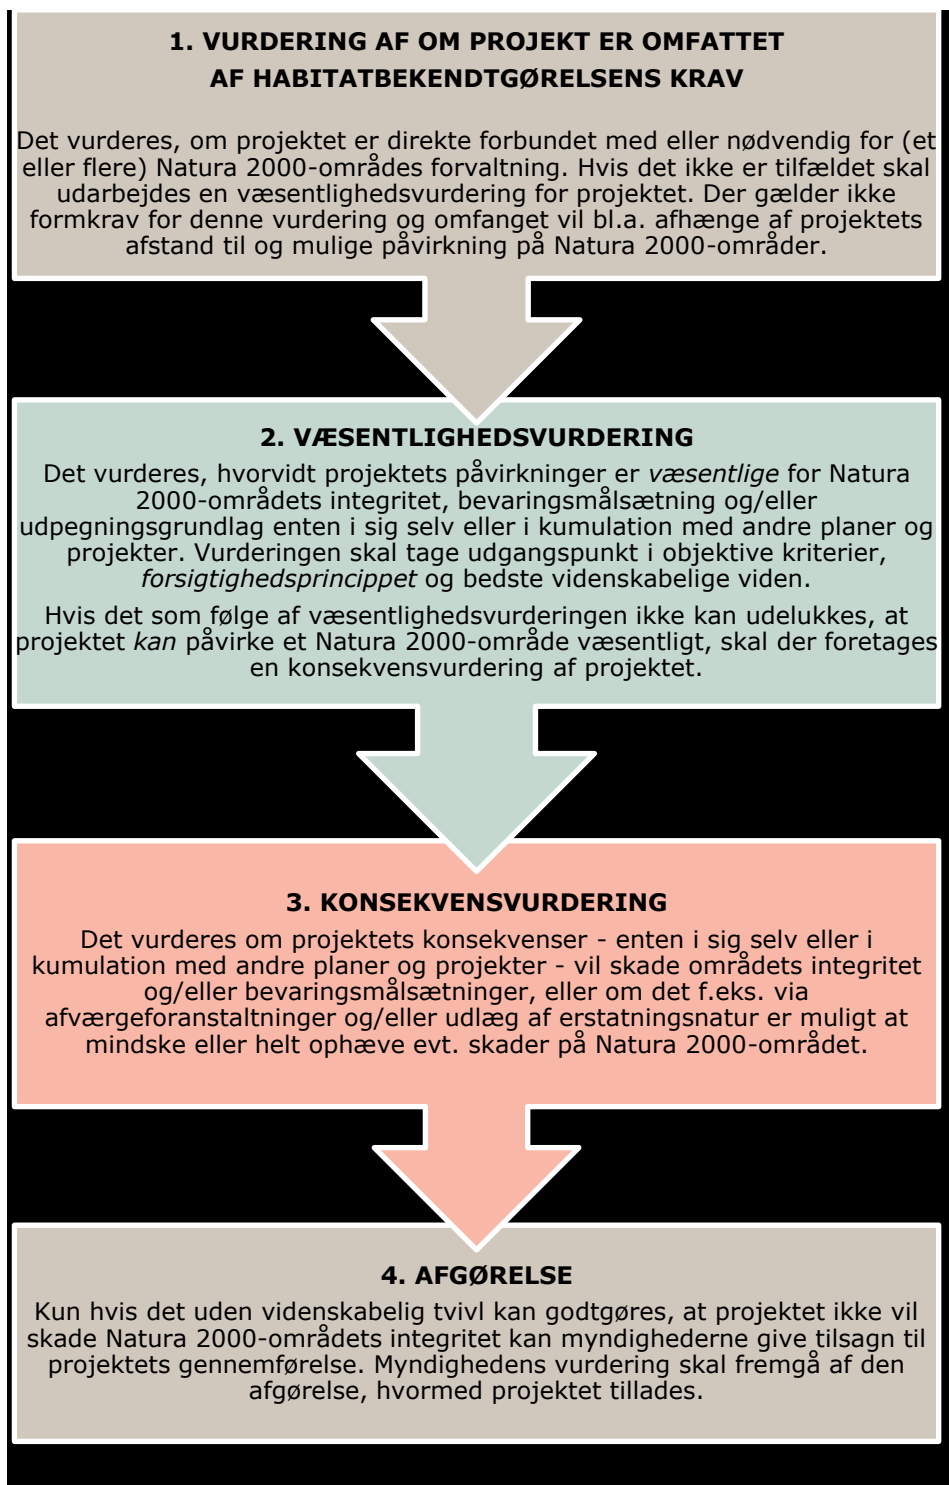 1. VURDERING AF OM PROJEKT ER OMFATTET
AF HABITATBEKENDTGØRELSENS KRAV
Det vurderes, om projektet er direkte forbundet med eller nødvendig for (et
eller flere) Natura 2000-områdes forvaltning. Hvis det ikke er tilfældet skal
udarbejdes en væsentlighedsvurdering for projektet. Der gælder ikke
formkrav for denne vurdering og omfanget vil bl.a. afhænge af projektets
afstand til og mulige påvirkning på Natura 2000-områder.
2. VÆSENTLIGHEDSVURDERING
Det vurderes, hvorvidt projektets påvirkninger er væsentlige for Natura
2000-områdets integritet, bevaringsmålsætning og/eller
udpegningsgrundlag enten i sig selv eller i kumulation med andre planer og
projekter. Vurderingen skal tage udgangspunkt i objektive kriterier,
forsigtighedsprincippet og bedste videnskabelige viden.
Hvis det som følge af væsentlighedsvurderingen ikke kan udelukkes, at
projektet kan påvirke et Natura 2000-område væsentligt, skal der foretages
en konsekvensvurdering af projektet.
3. KONSEKVENSVURDERING
Det vurderes om projektets konsekvenser - enten i sig selv eller i
kumulation med andre planer og projekter - vil skade områdets integritet
og/eller bevaringsmålsætninger, eller om det f.eks. via
afværgeforanstaltninger og/eller udlæg af erstatningsnatur er muligt at
mindske eller helt ophæve evt. skader på Natura 2000-området.
4. AFGØRELSE
Kun hvis det uden videnskabelig tvivl kan godtgøres, at projektet ikke vil
skade Natura 2000-områdets integritet kan myndighederne give tilsagn til
projektets gennemførelse. Myndighedens vurdering skal fremgå af den
afgørelse, hvormed projektet tillades.